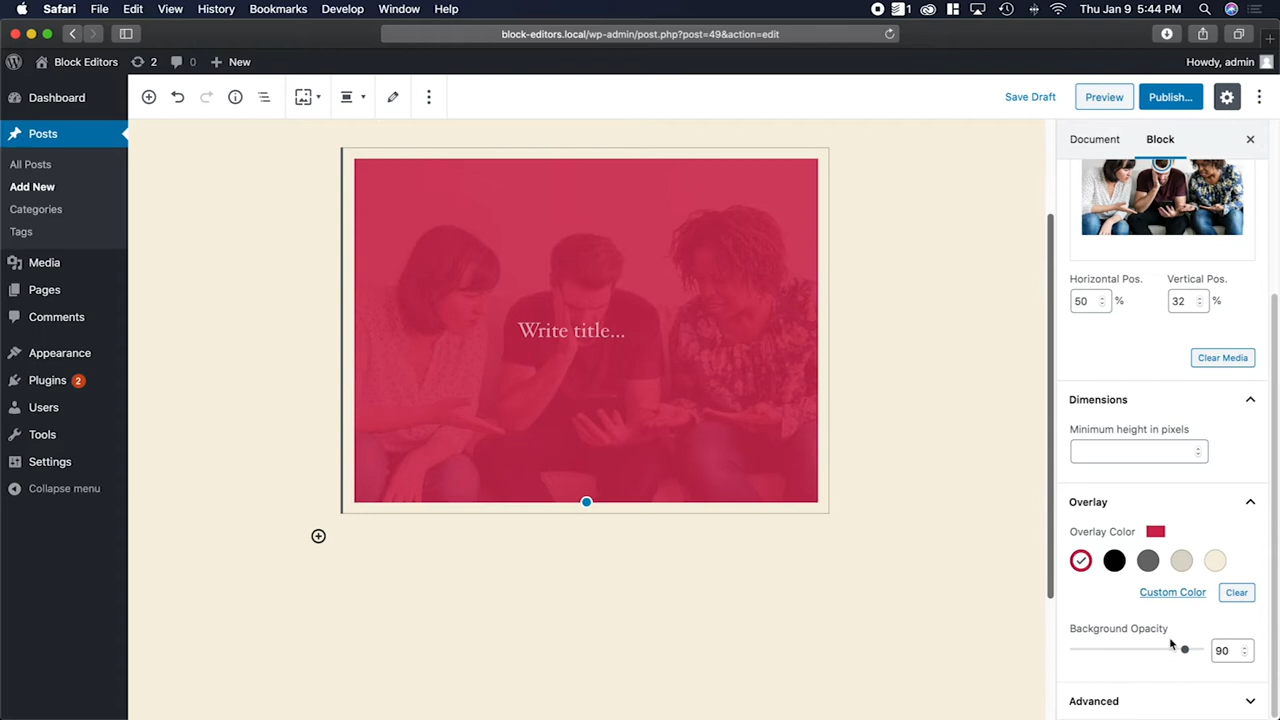 Safari File Edit View History Bookmarks Develop Window Help
1 Thu Jan 9 5:44 PM
block-editors.local/wp-admin/post.php?post=49&action=edit
Block Editors 2 0 New Howdy, admin
Dashboard
Posts
All Posts
Add New
Categories
Tags
Media
Pages
Comments
Appearance
Plugins 2
Users
Tools
Settings
Collapse menu
Save Draft Preview Publish...
Write title...
Document Block
Horizontal Pos. Vertical Pos.
50 % 32 %
Clear Media
Dimensions
Minimum height in pixels
Overlay
Overlay Color
Custom Color Clear
Background Opacity
90
Advanced